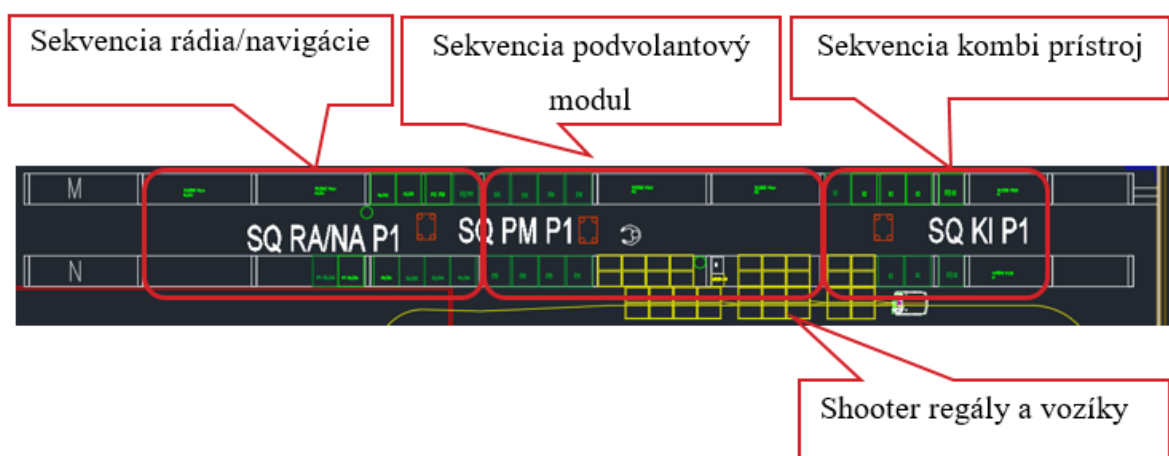 Sekvencia rádia/navigácie
Sekvencia podvolantový
modul
Sekvencia kombi prístroj
M
SQ RA/NA P1
SQ PM P1
SQ KI P1
N
Shooter regály a vozíky